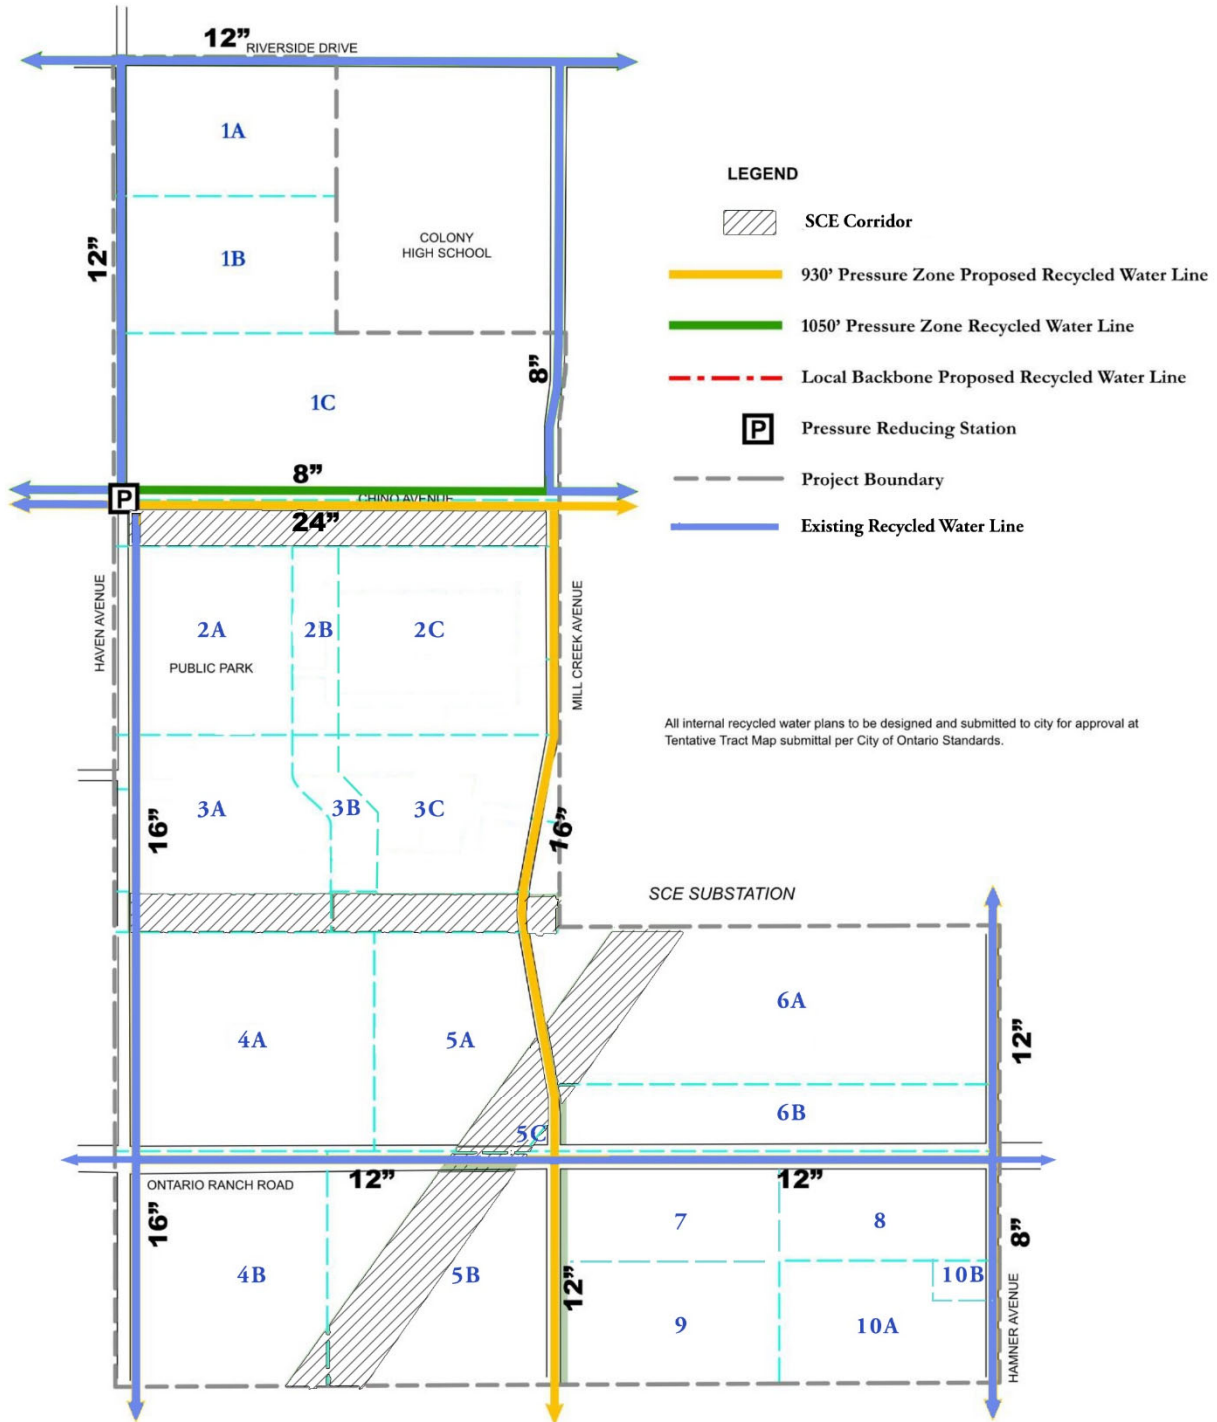 12”
RIVERSIDE DRIVE
1A
LEGEND
SCE Corridor
12”
1B
COLONY
HIGH SCHOOL
930’ Pressure Zone Proposed Recycled Water Line
1050’ Pressure Zone Recycled Water Line
8”
Local Backbone Proposed Recycled Water Line
1C
P
Pressure Reducing Station
8”
Project Boundary
P
CHINO AVENUE
24”
Existing Recycled Water Line
HAVEN AVENUE
2A
2B
2C
MILL CREEK AVENUE
PUBLIC PARK
All internal recycled water plans to be designed and submitted to city for approval at
Tentative Tract Map submittal per City of Ontario Standards.
3A
3B
3C
16”
16”
SCE SUBSTATION
6A
4A
5A
12”
6B
5C
ONTARIO RANCH ROAD
12”
12”
16”
7
8
8”
4B
5B
12”
10B
9
10A
HAMNER AVENUE